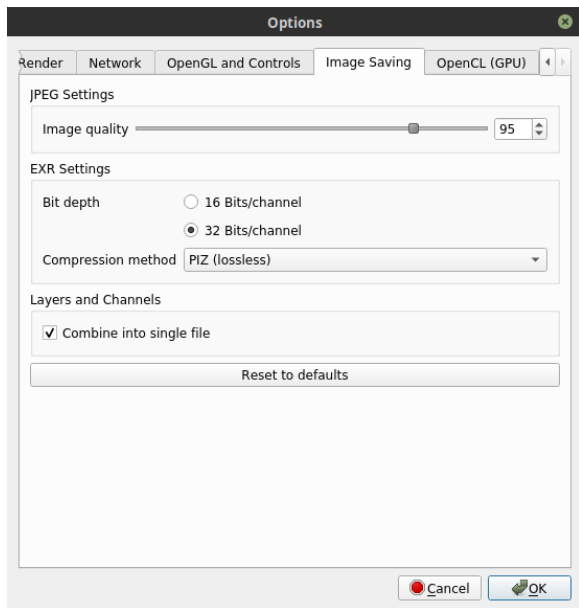 Options
Render Network OpenGL and Controls Image Saving OpenCL (GPU)
JPEG Settings
Image quality 95
EXR Settings
Bit depth 16 Bits/channel
32 Bits/channel
Compression method PIZ (lossless)
Layers and Channels
Combine into single file
Reset to defaults
Cancel OK